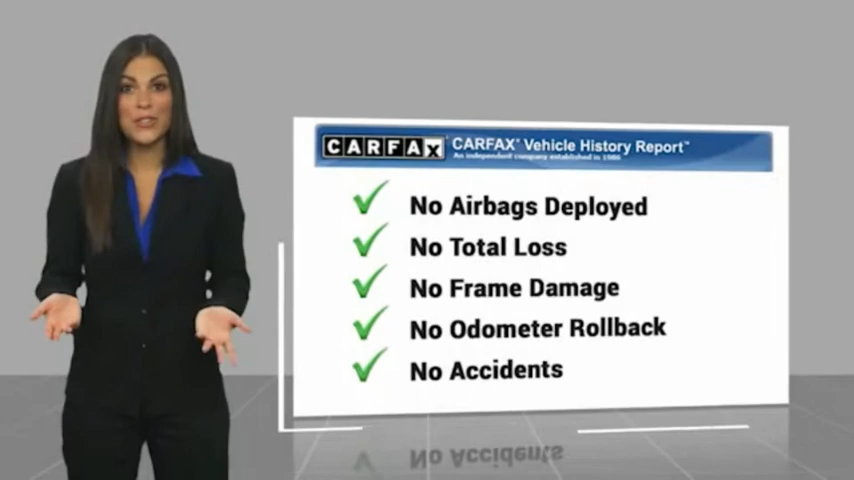 CARFAX
CARFAX® Vehicle History Report™
An independent company established in 1986
No Airbags Deployed
No Total Loss
No Frame Damage
No Odometer Rollback
No Accidents
No Accidents